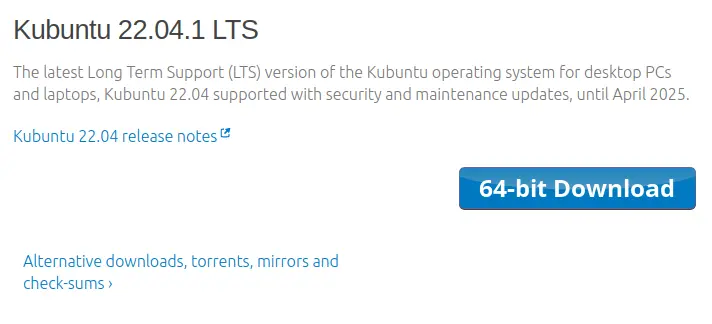 Kubuntu 22.04.1 LTS
The latest Long Term Support (LTS) version of the Kubuntu operating system for desktop PCs
and laptops, Kubuntu 22.04 supported with security and maintenance updates, until April 2025.
Kubuntu 22.04 release notes
64-bit Download
Alternative downloads, torrents, mirrors and
check-sums ›